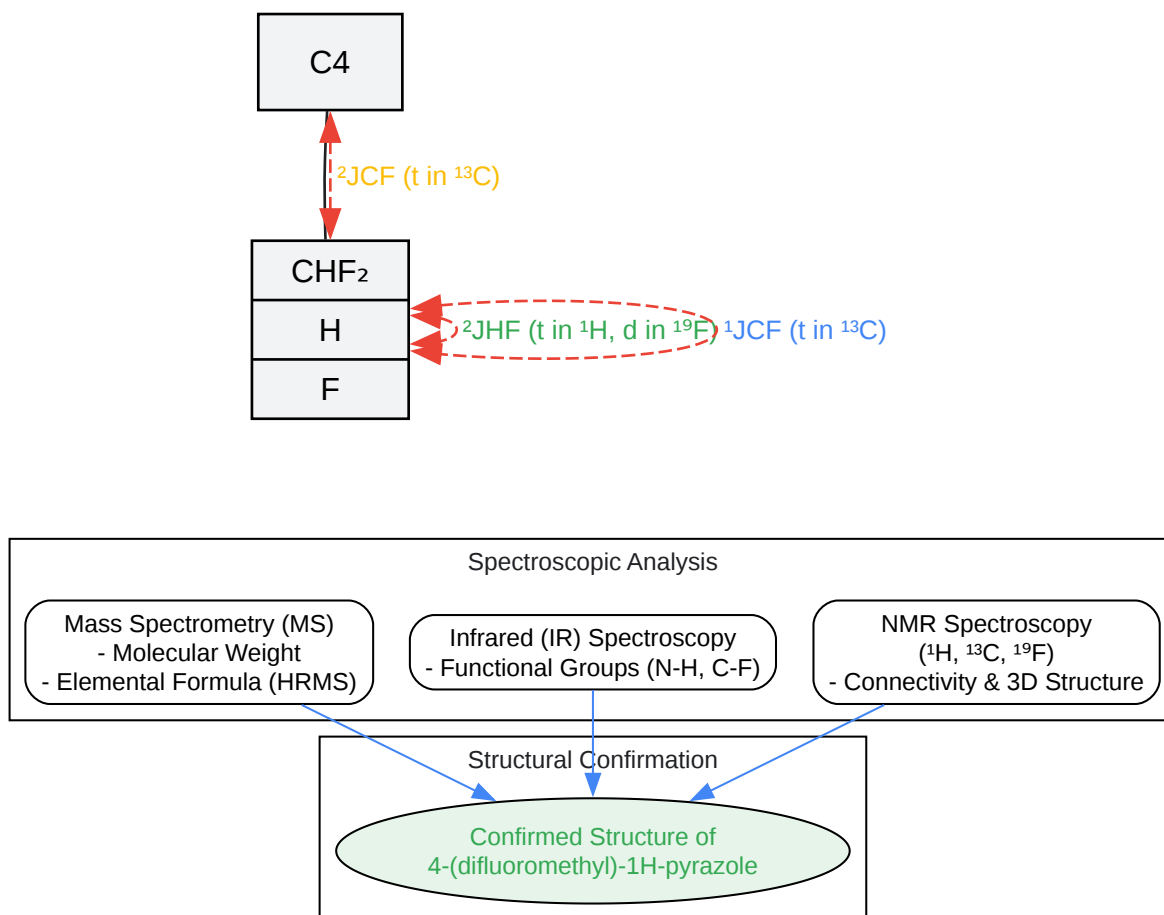 C4
²JCF (t in ¹³C)
CHF₂
H
²JHF (t in ¹H, d in ¹⁹F)
¹JCF (t in ¹³C)
F
Spectroscopic Analysis
Mass Spectrometry (MS)
- Molecular Weight
- Elemental Formula (HRMS)
Infrared (IR) Spectroscopy
- Functional Groups (N-H, C-F)
NMR Spectroscopy
(¹H, ¹³C, ¹⁹F)
- Connectivity & 3D Structure
Structural Confirmation
Confirmed Structure of
4-(difluoromethyl)-1H-pyrazole